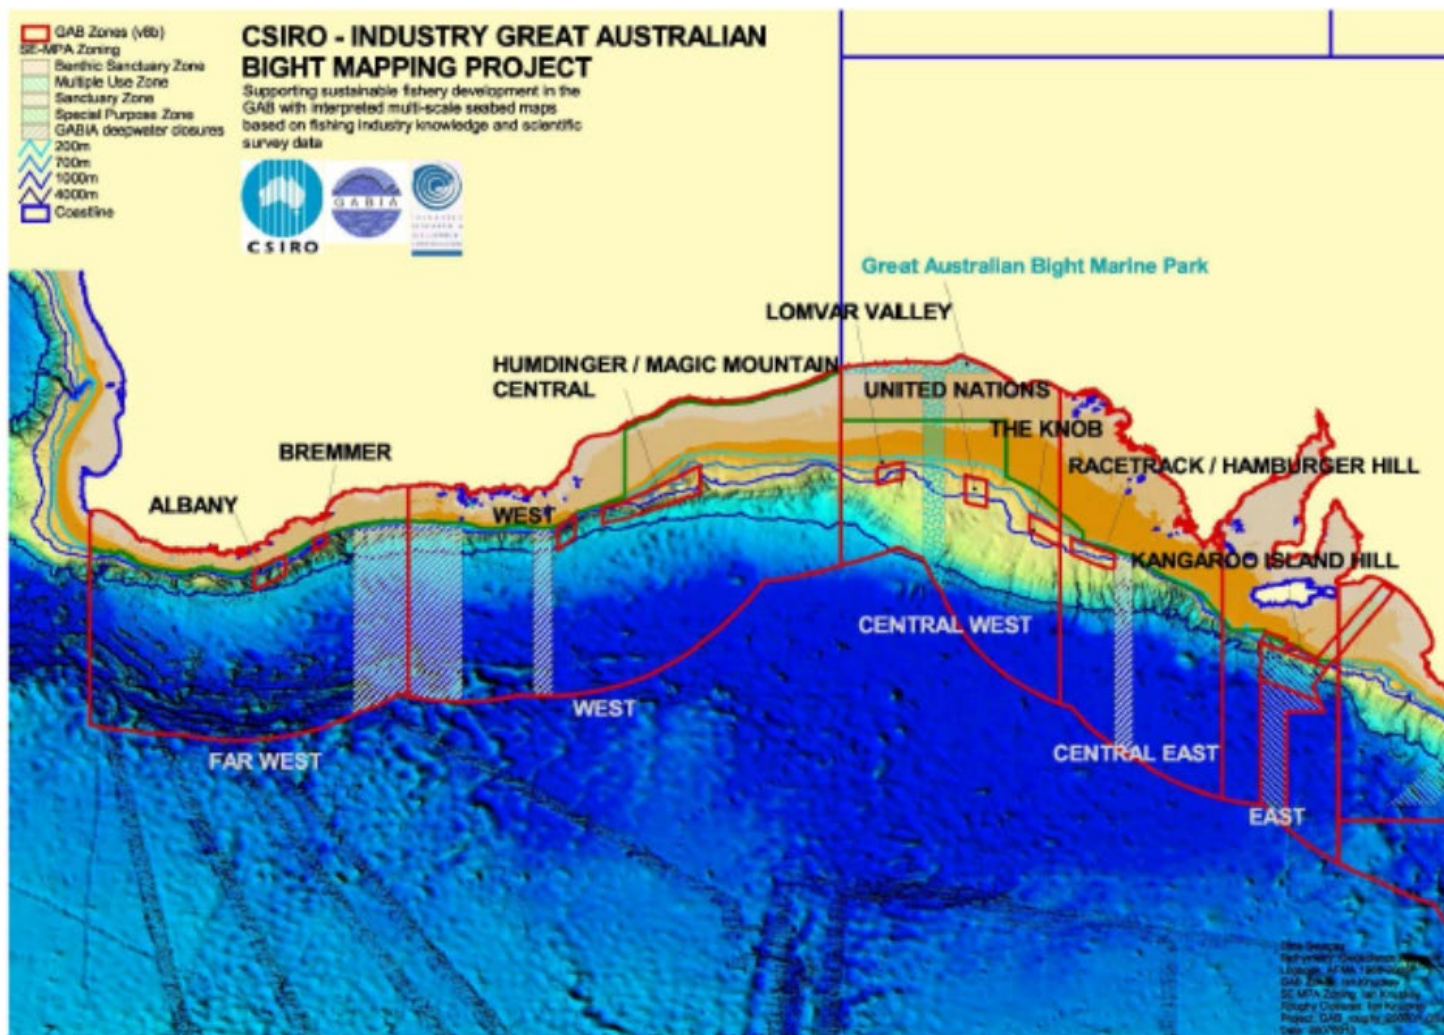 GAB Zones (v6b)
SE-MPA Zoning
Benthic Sanctuary Zone
Multiple Use Zone
Sanctuary Zone
Special Purpose Zone
GABIA deepwater closures
200m
700m
1000m
4000m
Coastline
CSIRO - INDUSTRY GREAT AUSTRALIAN
BIGHT MAPPING PROJECT
Supporting sustainable fishery development in the
GAB with interpreted multi-scale seabed maps
based on fishing industry knowledge and scientific
survey data
CSIRO
GABIA
Great Australian Bight Marine Park
LOMVAR VALLEY
HUMDINGER / MAGIC MOUNTAIN
CENTRAL
UNITED NATIONS
THE KNOB
BREMMER
RACETRACK / HAMBURGER HILL
ALBANY
WEST
KANGAROO ISLAND HILL
CENTRAL WEST
WEST
FAR WEST
CENTRAL EAST
EAST